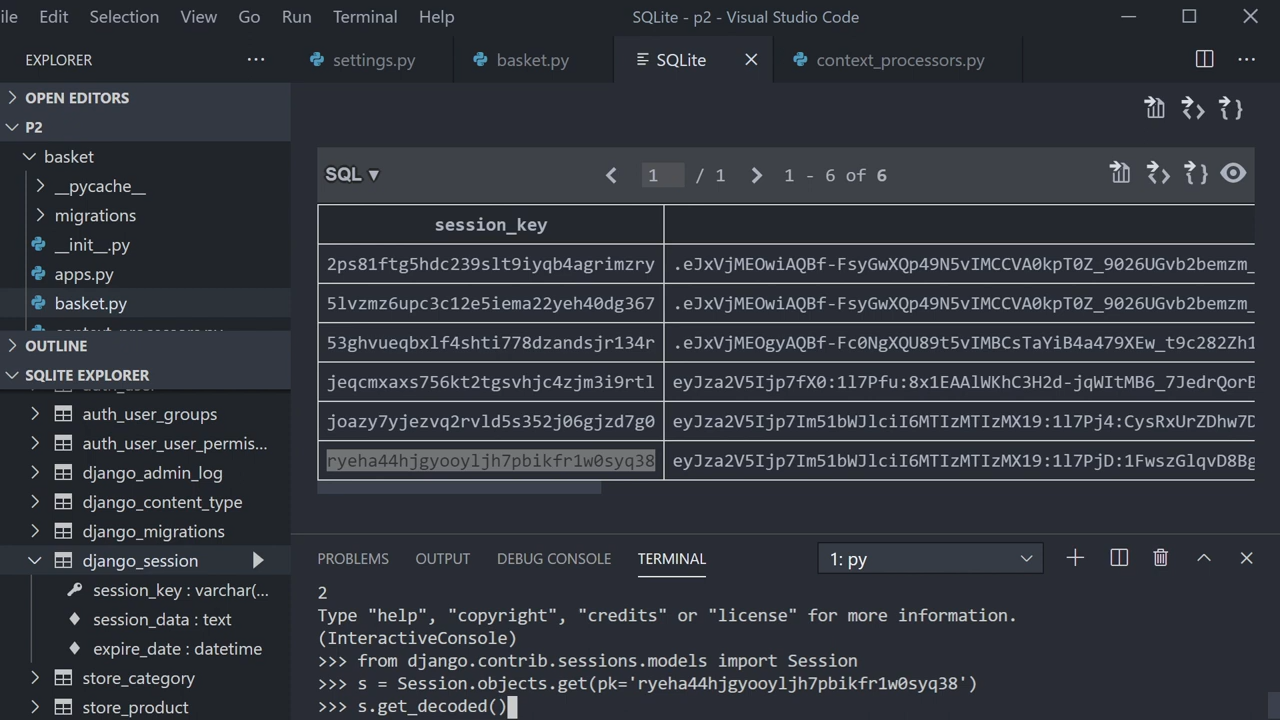 ile Edit Selection View Go Run Terminal Help SQLite - p2 - Visual Studio Code
EXPLORER
settings.py
basket.py
SQLite
context_processors.py
OPEN EDITORS
P2
basket
__pycache__
migrations
__init__.py
apps.py
basket.py
OUTLINE
SQLITE EXPLORER
auth_user_groups
auth_user_user_permis...
django_admin_log
django_content_type
django_migrations
django_session
session_key : varchar(...
session_data : text
expire_date : datetime
store_category
store_product
SQL ▼ 1 / 1 1 - 6 of 6
session_key
2ps81ftg5hdc239slt9iyqb4agrimzry .eJxVjMEOwiAQBf-FsyGwXQp49N5vIMCCVA0kpT0Z_9026UGvb2bemzm_
5lvzmz6upc3c12e5iema22yeh40dg367 .eJxVjMEOwiAQBf-FsyGwXQp49N5vIMCCVA0kpT0Z_9026UGvb2bemzm_
53ghvueqbxlf4shti778dzandsjr134r .eJxVjMEOgyAQBf-Fc0NgXQU89t5vIMBCsTaYiB4a479XEw_t9c282Zh1
jeqcmxaxs756kt2tgsvhjc4zjm3i9rtl eyJza2V5Ijp7fX0:1l7Pfu:8x1EAAlWKhC3H2d-jqWItMB6_7JedrQorB
joazy7yjezvq2rvld5s352j06gjzd7g0 eyJza2V5Ijp7Im51bWJlciI6MTIzMTIzMX19:1l7Pj4:CysRxUrZDhw7D
ryeha44hjgyooyljh7pbikfr1w0syq38 eyJza2V5Ijp7Im51bWJlciI6MTIzMTIzMX19:1l7PjD:1FwszGlqvD8Bg
PROBLEMS OUTPUT DEBUG CONSOLE TERMINAL 1: py
2
Type "help", "copyright", "credits" or "license" for more information.
(InteractiveConsole)
>>> from django.contrib.sessions.models import Session
>>> s = Session.objects.get(pk='ryeha44hjgyooyljh7pbikfr1w0syq38')
>>> s.get_decoded()